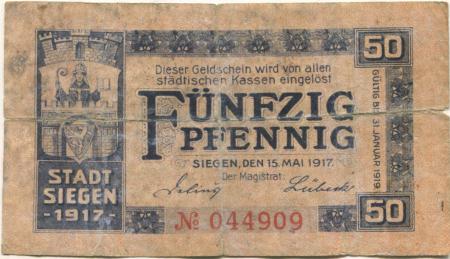 50
Dieser Geldschein wird von allen
städtischen Kassen eingelöst
FÜNFZIG
PFENNIG
SIEGEN, DEN 15. MAI 1917.
Der Magistrat:
Lübeck
№ 044909
STADT
SIEGEN
-1917-
GÜLTIG BIS 31. JANUAR 1919.
50